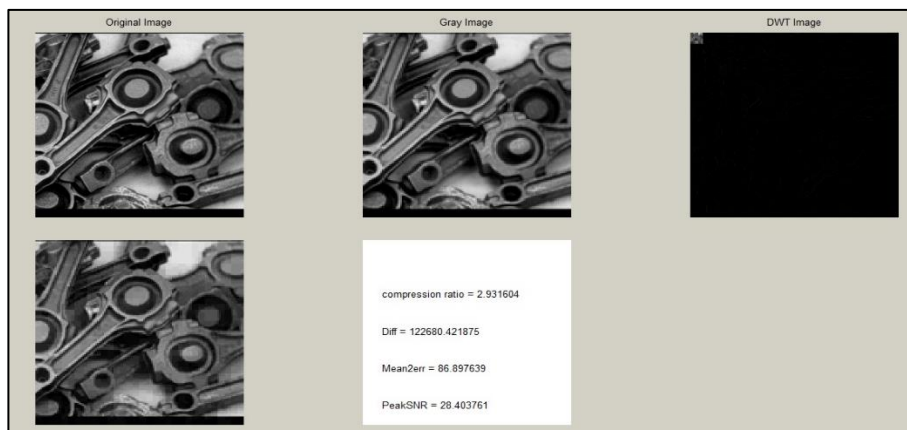 Original Image
Gray Image
DWT Image
compression ratio = 2.931604
Diff = 122680.421875
Mean2err = 86.897639
PeakSNR = 28.403761